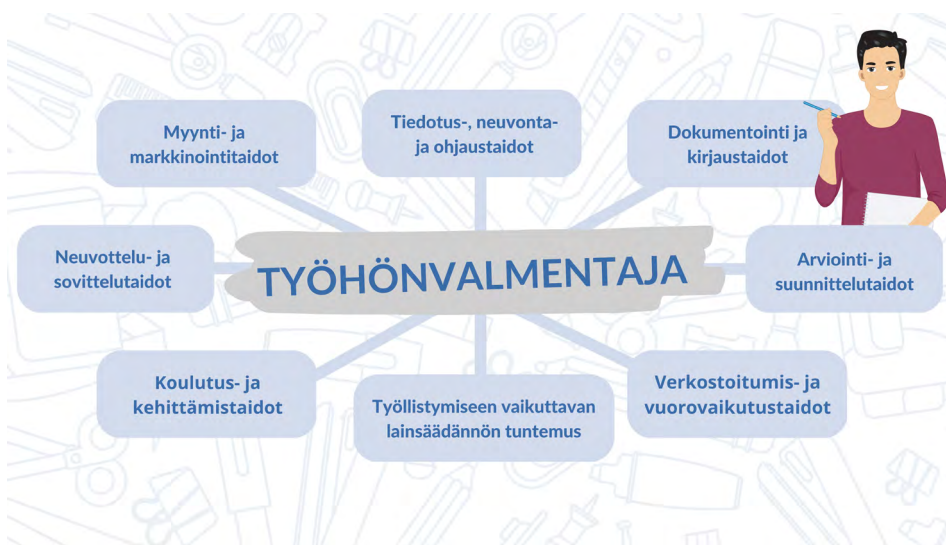 Myynti- ja
markkinointitaidot
Tiedotus-, neuvonta-
ja ohjaustaidot
Dokumentointi ja
kirjaustaidot
Neuvottelu- ja
sovittelutaidot
TYÖHÖNVALMENTAJA
Arviointi- ja
suunnittelutaidot
Koulutus- ja
kehittämistaidot
Työllistymiseen vaikuttavan
lainsäädännön tuntemus
Verkostoitumis- ja
vuorovaikutustaidot